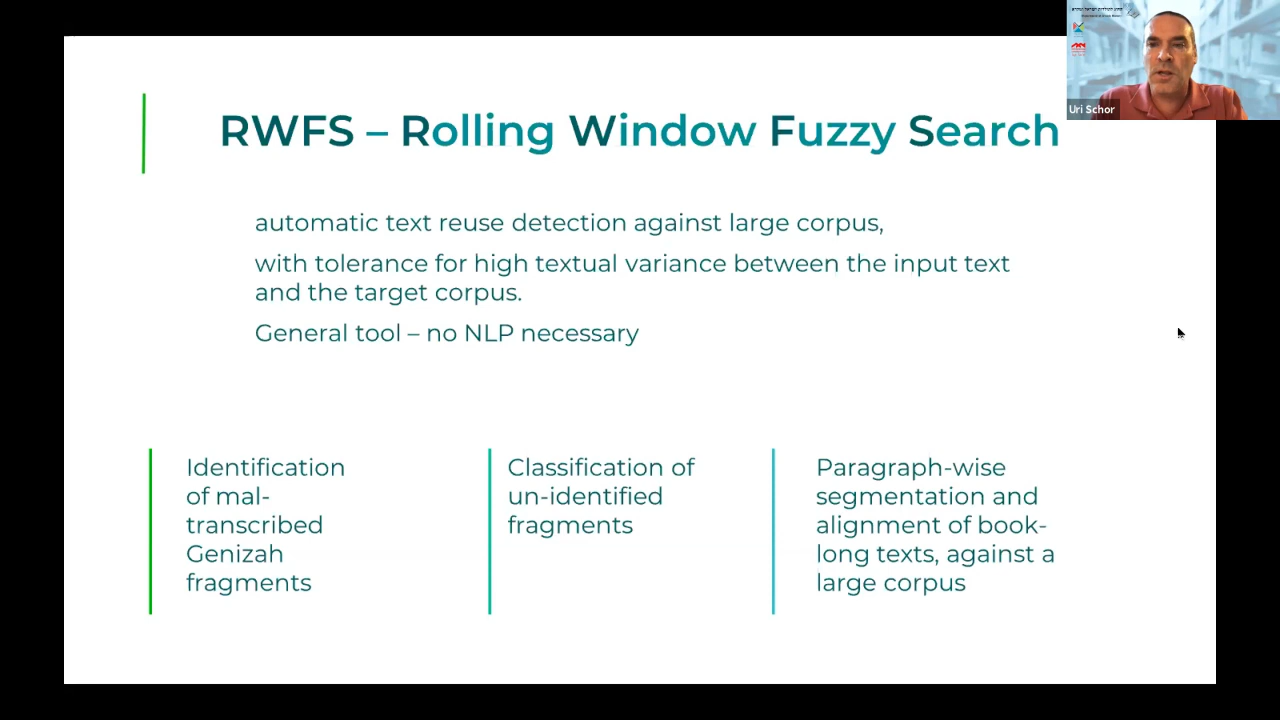 RWFS – Rolling Window Fuzzy Search
automatic text reuse detection against large corpus,
with tolerance for high textual variance between the input text
and the target corpus.
General tool – no NLP necessary
Identification
of mal-
transcribed
Genizah
fragments
Classification of
un-identified
fragments
Paragraph-wise
segmentation and
alignment of book-
long texts, against a
large corpus
Uri Schor